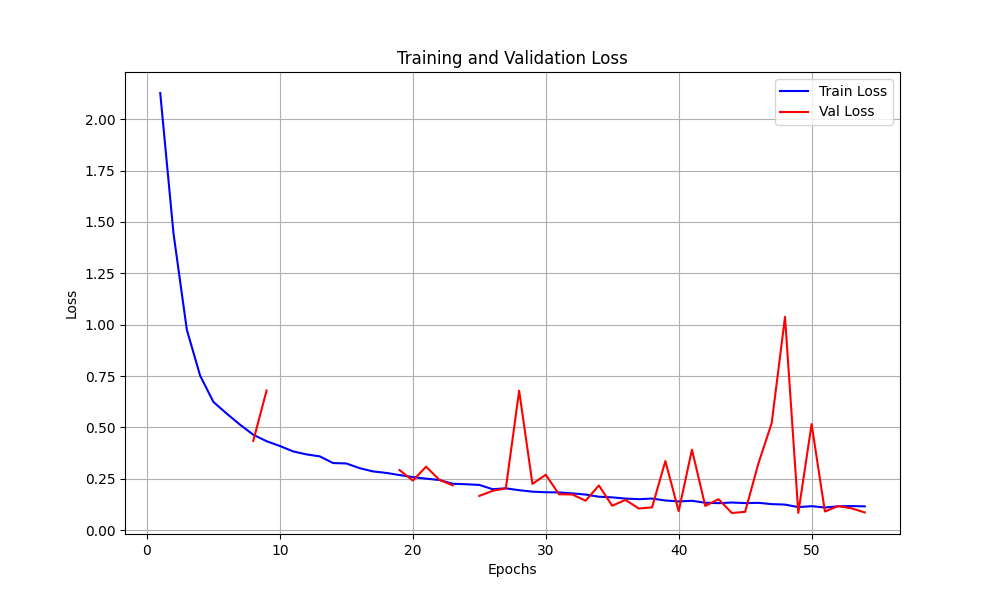 Training and Validation Loss
Train Loss
Val Loss
2.00
1.75
1.50
1.25
1.00
0.75
0.50
0.25
0.00
Loss
0 10 20 30 40 50
Epochs